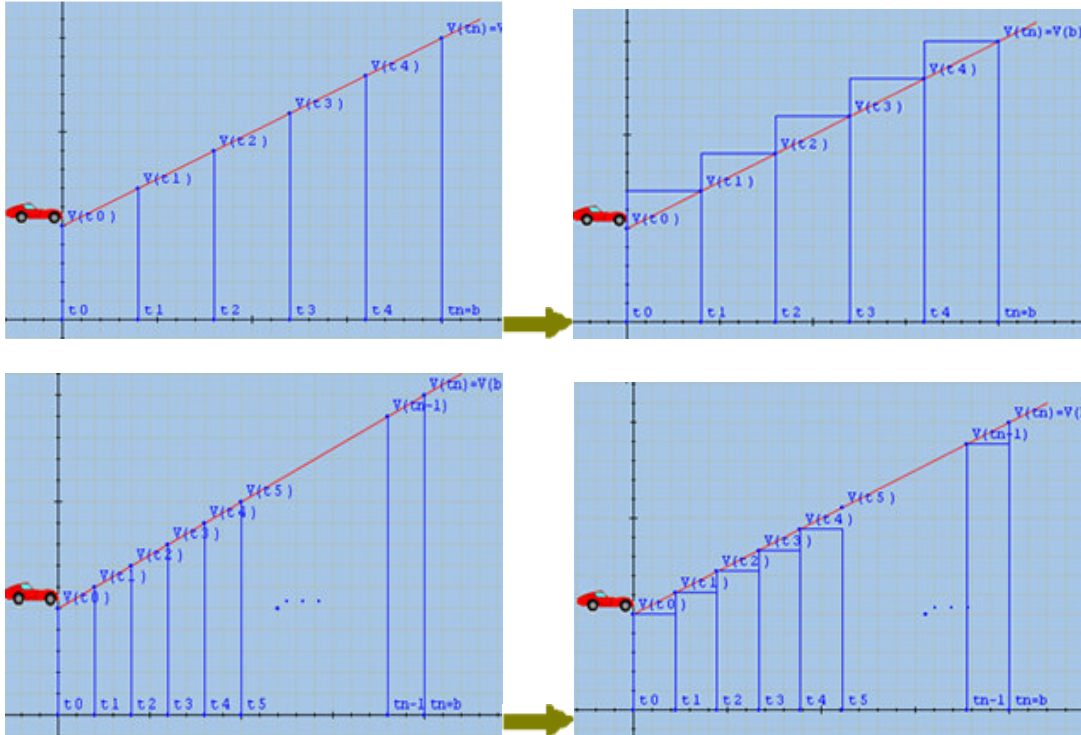 V(tn)=V
V(t4)
V(t3)
V(t2)
V(t1)
V(t0)
t0 t1 t2 t3 t4 tn=b
V(tn)=V(b)
V(t4)
V(t3)
V(t2)
V(t1)
V(t0)
t0 t1 t2 t3 t4 tn=b
V(tn)=V(b
V(tn-1)
V(t5)
V(t4)
V(t3)
V(t2)
V(t1)
V(t0)
...
t0 t1 t2 t3 t4 t5 tn-1 tn=b
V(tn)=V(
V(tn-1)
V(t5)
V(t4)
V(t3)
V(t2)
V(t1)
V(t0)
...
t0 t1 t2 t3 t4 t5 tn-1 tn=b